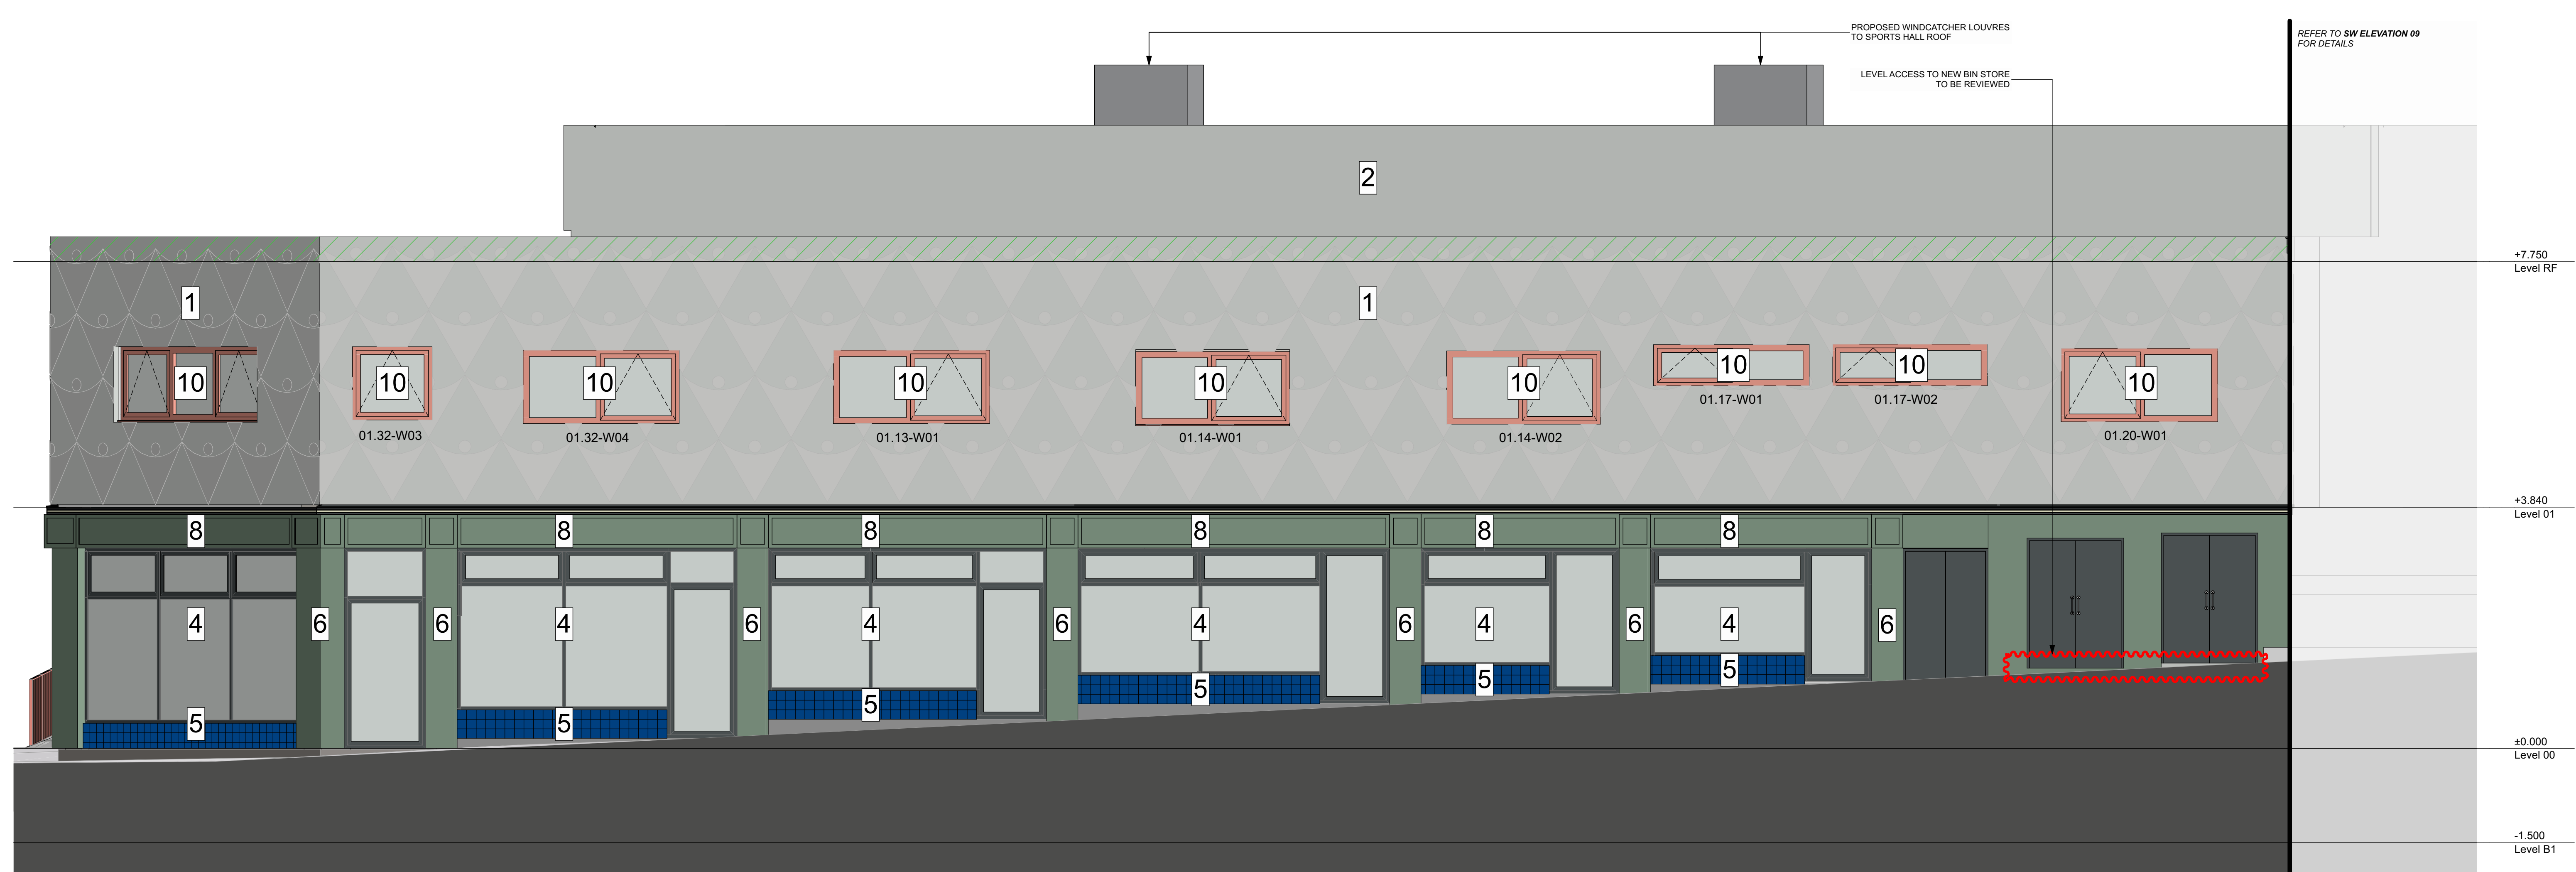 PROPOSED WINDCATCHER LOUVRES
TO SPORTS HALL ROOF
REFER TO SW ELEVATION 09
FOR DETAILS
LEVEL ACCESS TO NEW BIN STORE
TO BE REVIEWED
2
+7.750
Level RF
1
1
10
10
10
10
10
10
10
10
10
01.32-W03
01.32-W04
01.13-W01
01.14-W01
01.14-W02
01.17-W01
01.17-W02
01.20-W01
+3.840
Level 01
8
8
8
8
8
8
4
6
6
4
6
4
6
4
6
4
6
4
6
5
5
5
5
5
5
±0.000
Level 00
-1.500
Level B1